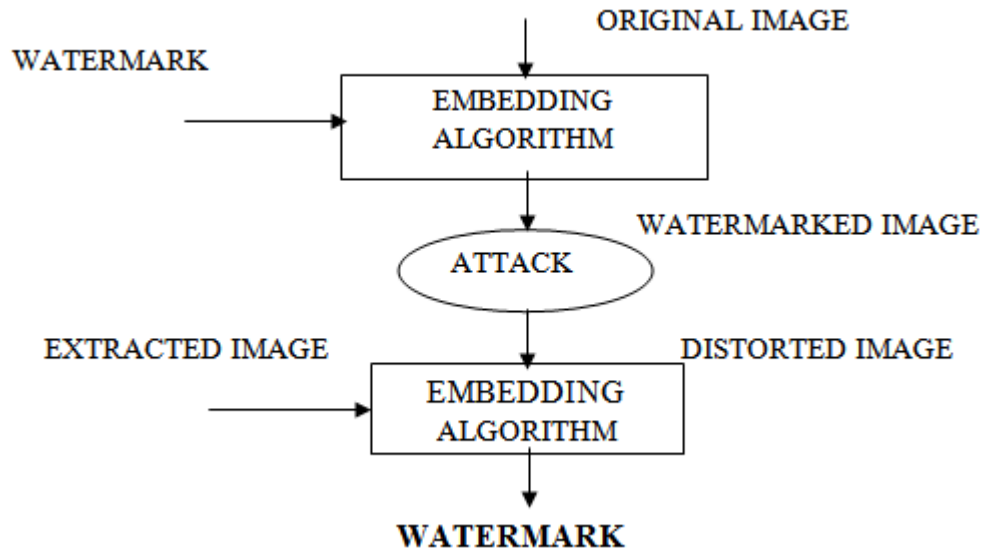 ORIGINAL IMAGE
WATERMARK
EMBEDDING
ALGORITHM
WATERMARKED IMAGE
ATTACK
EXTRACTED IMAGE
DISTORTED IMAGE
EMBEDDING
ALGORITHM
WATERMARK